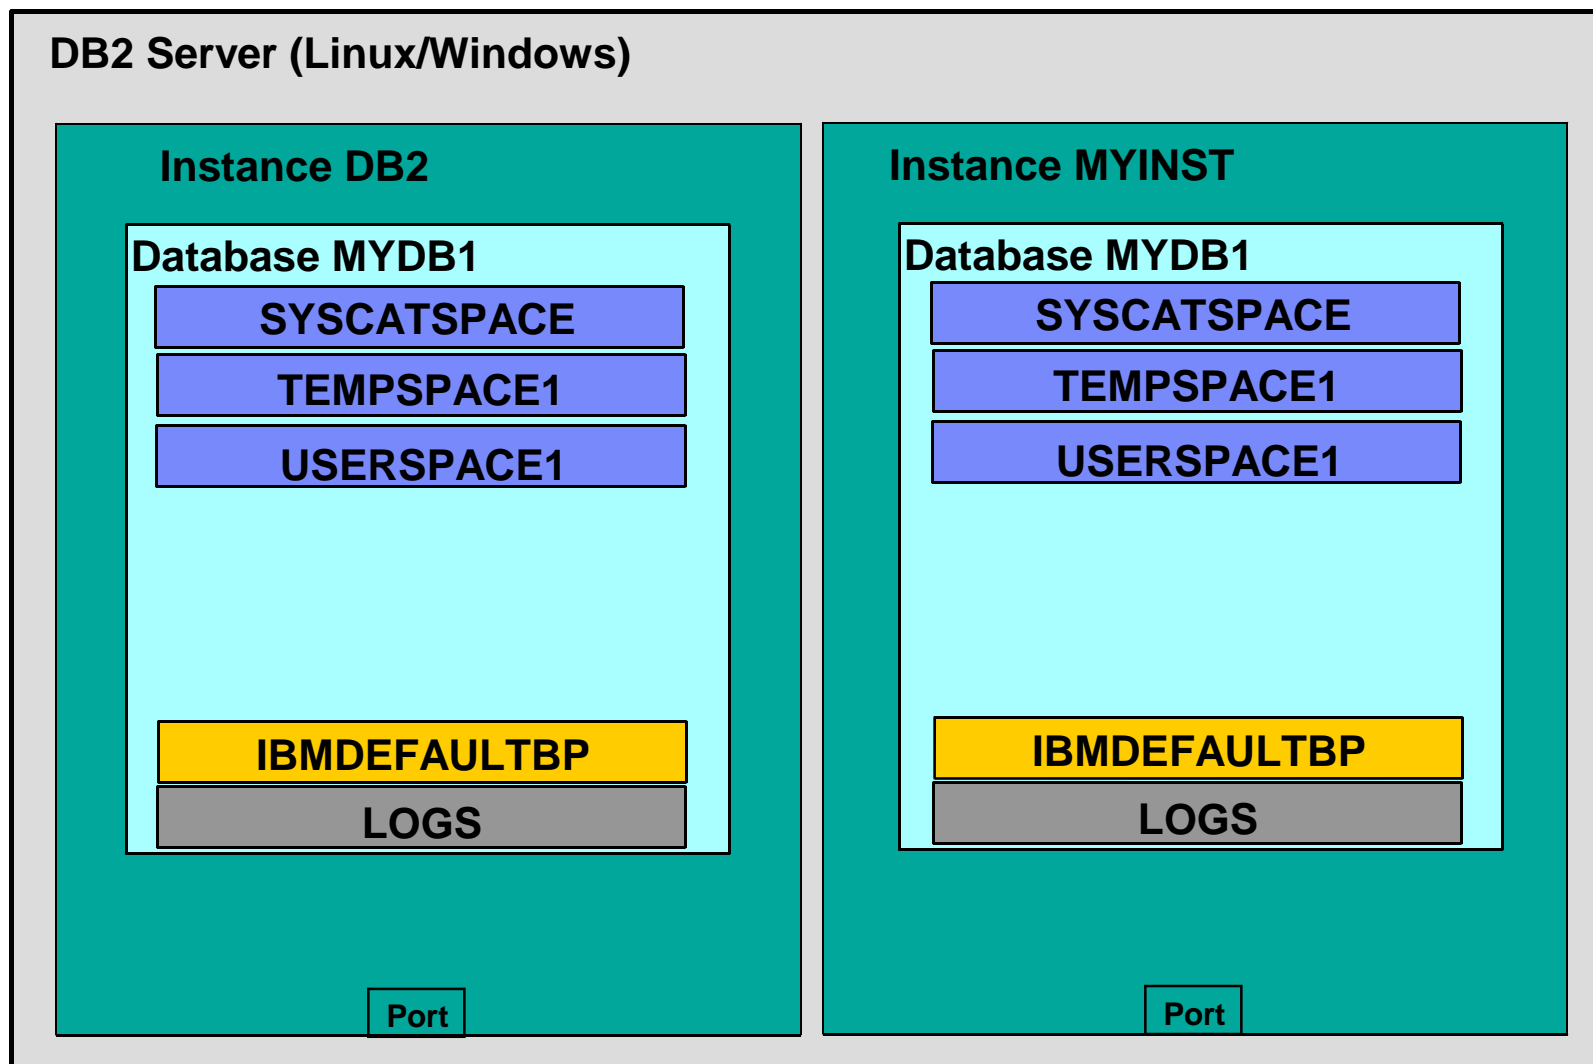 DB2 Server (Linux/Windows)
Instance DB2
Database MYDB1
SYSCATSPACE
TEMPSPACE1
USERSPACE1
IBMDEFAULTBP
LOGS
Port
Instance MYINST
Database MYDB1
SYSCATSPACE
TEMPSPACE1
USERSPACE1
IBMDEFAULTBP
LOGS
Port